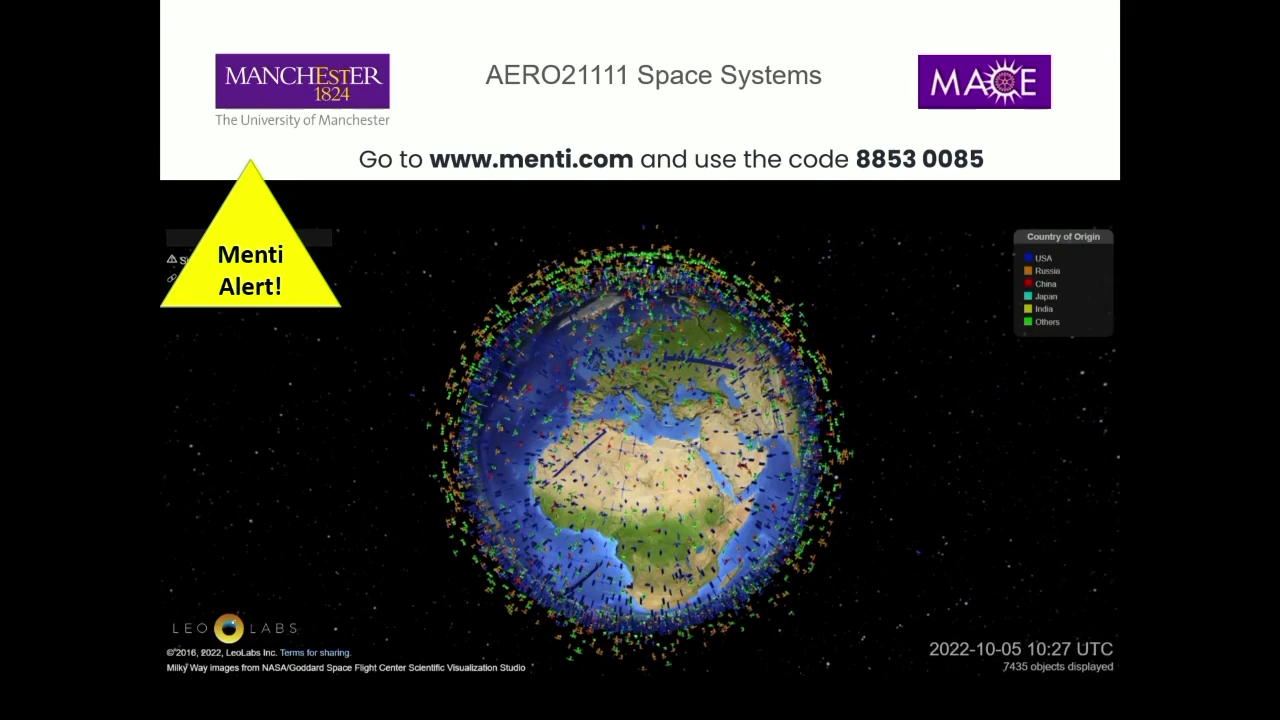 MANCHESTER
1824
The University of Manchester
AERO21111 Space Systems
MACE
Go to www.menti.com and use the code 8853 0085
Menti
Alert!
Country of Origin
USA
Russia
China
Japan
India
Others
LEO LABS
©2016, 2022, LeoLabs Inc. Terms for sharing.
Milky Way images from NASA/Goddard Space Flight Center Scientific Visualization Studio
2022-10-05 10:27 UTC
7435 objects displayed